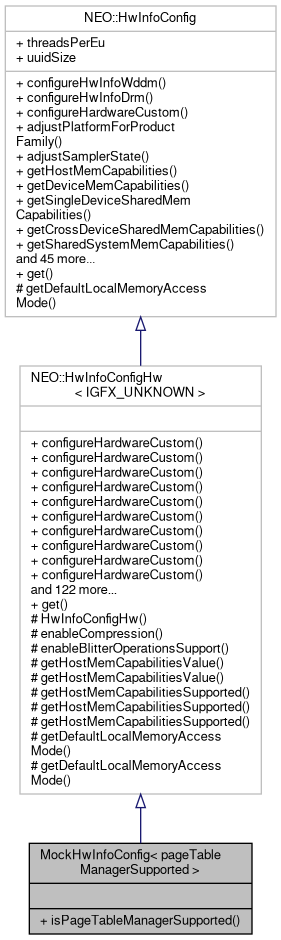 NEO::HwInfoConfig
+ threadsPerEu
+ uuidSize
+ configureHwInfoWddm()
+ configureHwInfoDrm()
+ configureHardwareCustom()
+ adjustPlatformForProduct
Family()
+ adjustSamplerState()
+ getHostMemCapabilities()
+ getDeviceMemCapabilities()
+ getSingleDeviceSharedMem
Capabilities()
+ getCrossDeviceSharedMemCapabilities()
+ getSharedSystemMemCapabilities()
and 45 more...
+ get()
# getDefaultLocalMemoryAccess
Mode()
NEO::HwInfoConfigHw
< IGFX_UNKNOWN >
+ configureHardwareCustom()
+ configureHardwareCustom()
+ configureHardwareCustom()
+ configureHardwareCustom()
+ configureHardwareCustom()
+ configureHardwareCustom()
+ configureHardwareCustom()
+ configureHardwareCustom()
+ configureHardwareCustom()
+ configureHardwareCustom()
and 122 more...
+ get()
# HwInfoConfigHw()
# enableCompression()
# enableBlitterOperationsSupport()
# getHostMemCapabilitiesValue()
# getHostMemCapabilitiesValue()
# getHostMemCapabilitiesSupported()
# getHostMemCapabilitiesSupported()
# getHostMemCapabilitiesSupported()
# getDefaultLocalMemoryAccess
Mode()
# getDefaultLocalMemoryAccess
Mode()
MockHwInfoConfig< pageTable
ManagerSupported >
+ isPageTableManagerSupported()